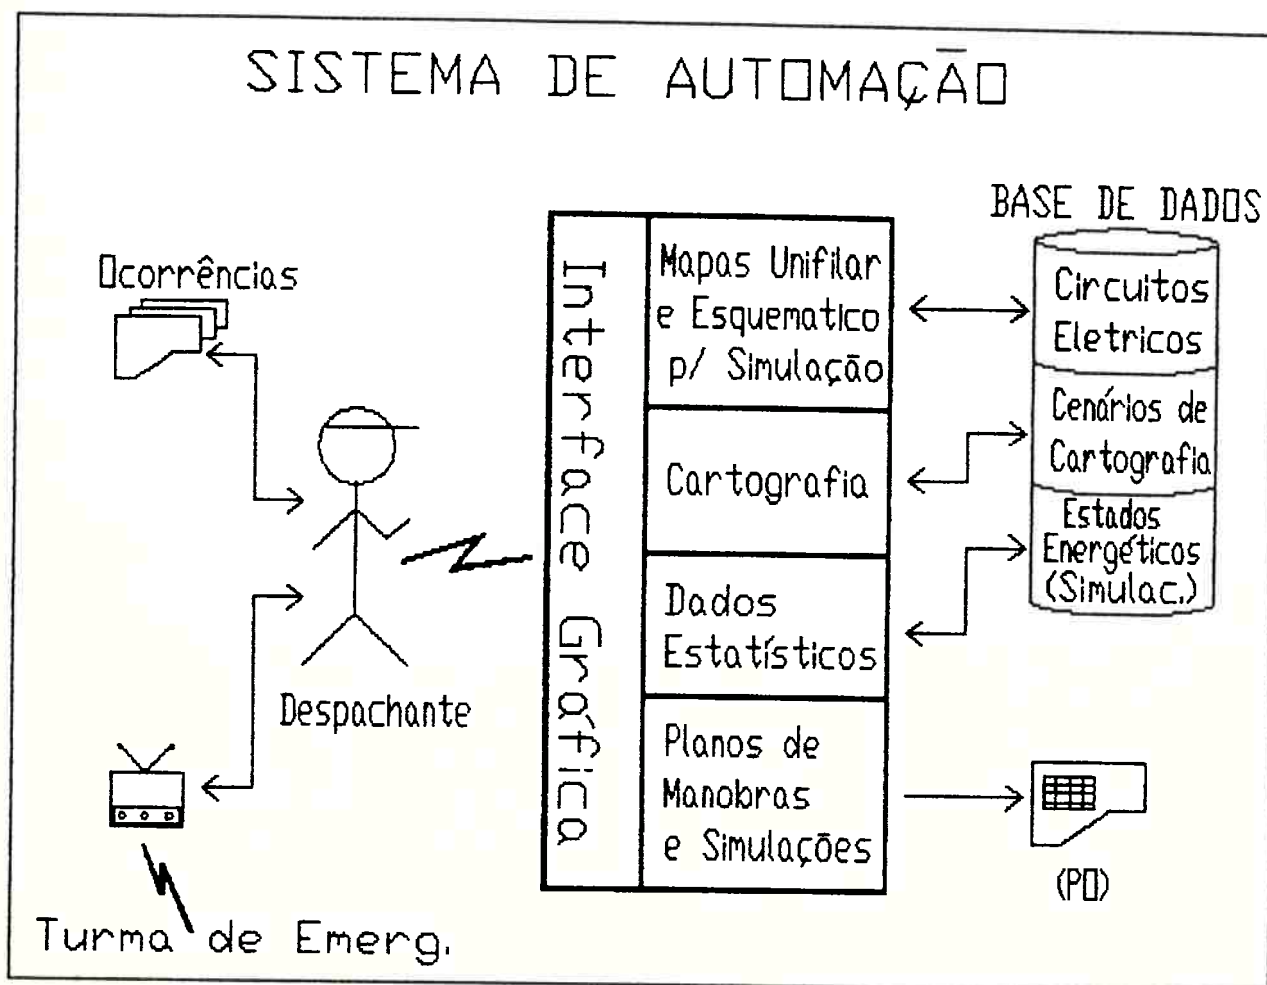 SISTEMA DE AUTOMAÇÃO
Ocorrências
Despachante
Turma de Emerg.
Interface Gráfica
Mapas Unifilar
e Esquematico
p/ Simulação
Cartografia
Dados
Estatísticos
Planos de
Manobras
e Simulações
BASE DE DADOS
Circuitos
Eletricos
Cenários de
Cartografia
Estados
Energéticos
(Simulac.)
(PO)